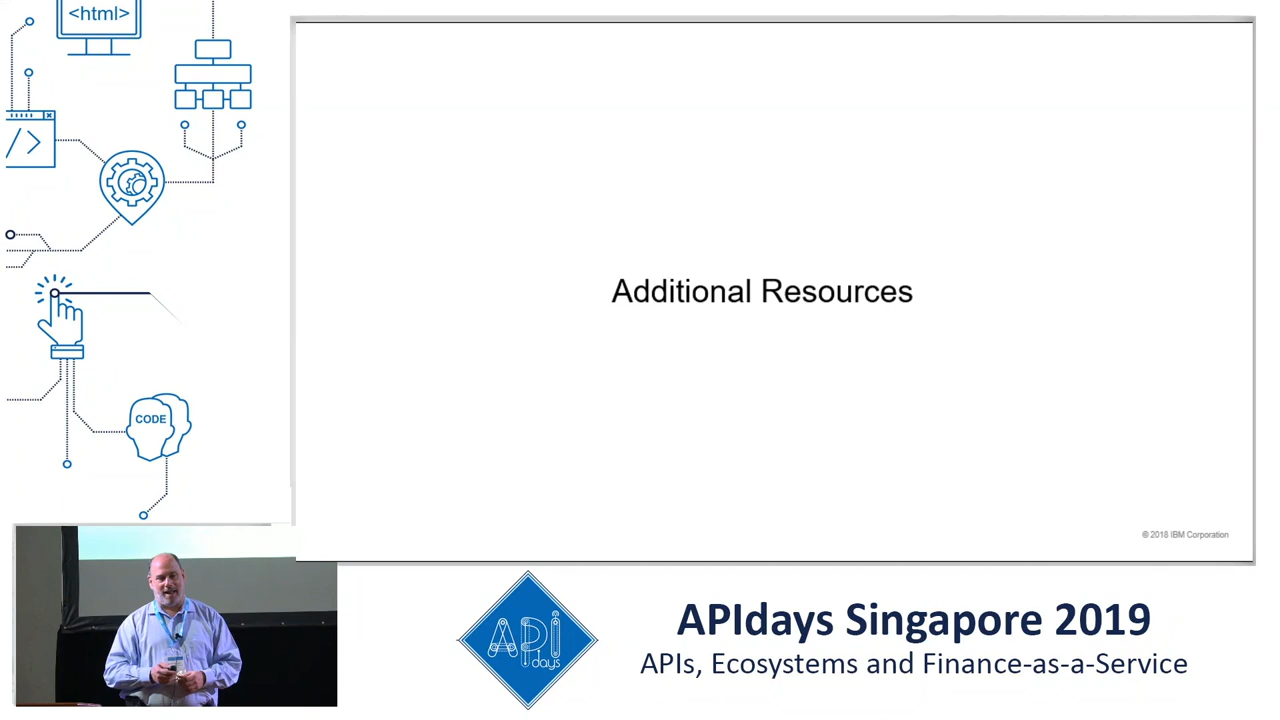 <html>
Additional Resources
© 2018 IBM Corporation
</>
CODE
API
days
APIdays Singapore 2019
APIs, Ecosystems and Finance-as-a-Service